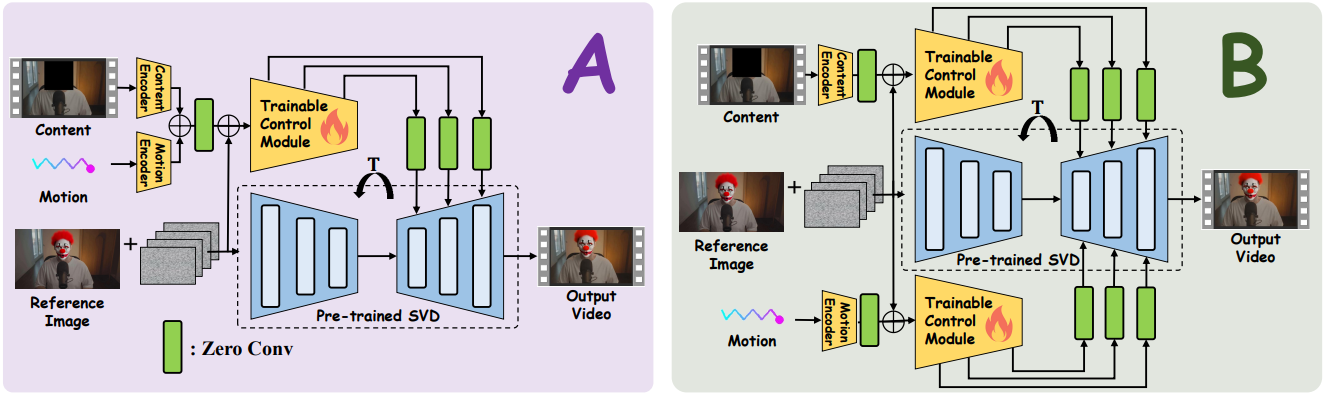 A
Content
Content
Encoder
Motion
Encoder
Motion
Trainable
Control
Module
T
+
Reference
Image
Pre-trained SVD
Output
Video
: Zero Conv
B
Content
Content
Encoder
Trainable
Control
Module
T
+
Reference
Image
Pre-trained SVD
Output
Video
Motion
Motion
Encoder
Trainable
Control
Module